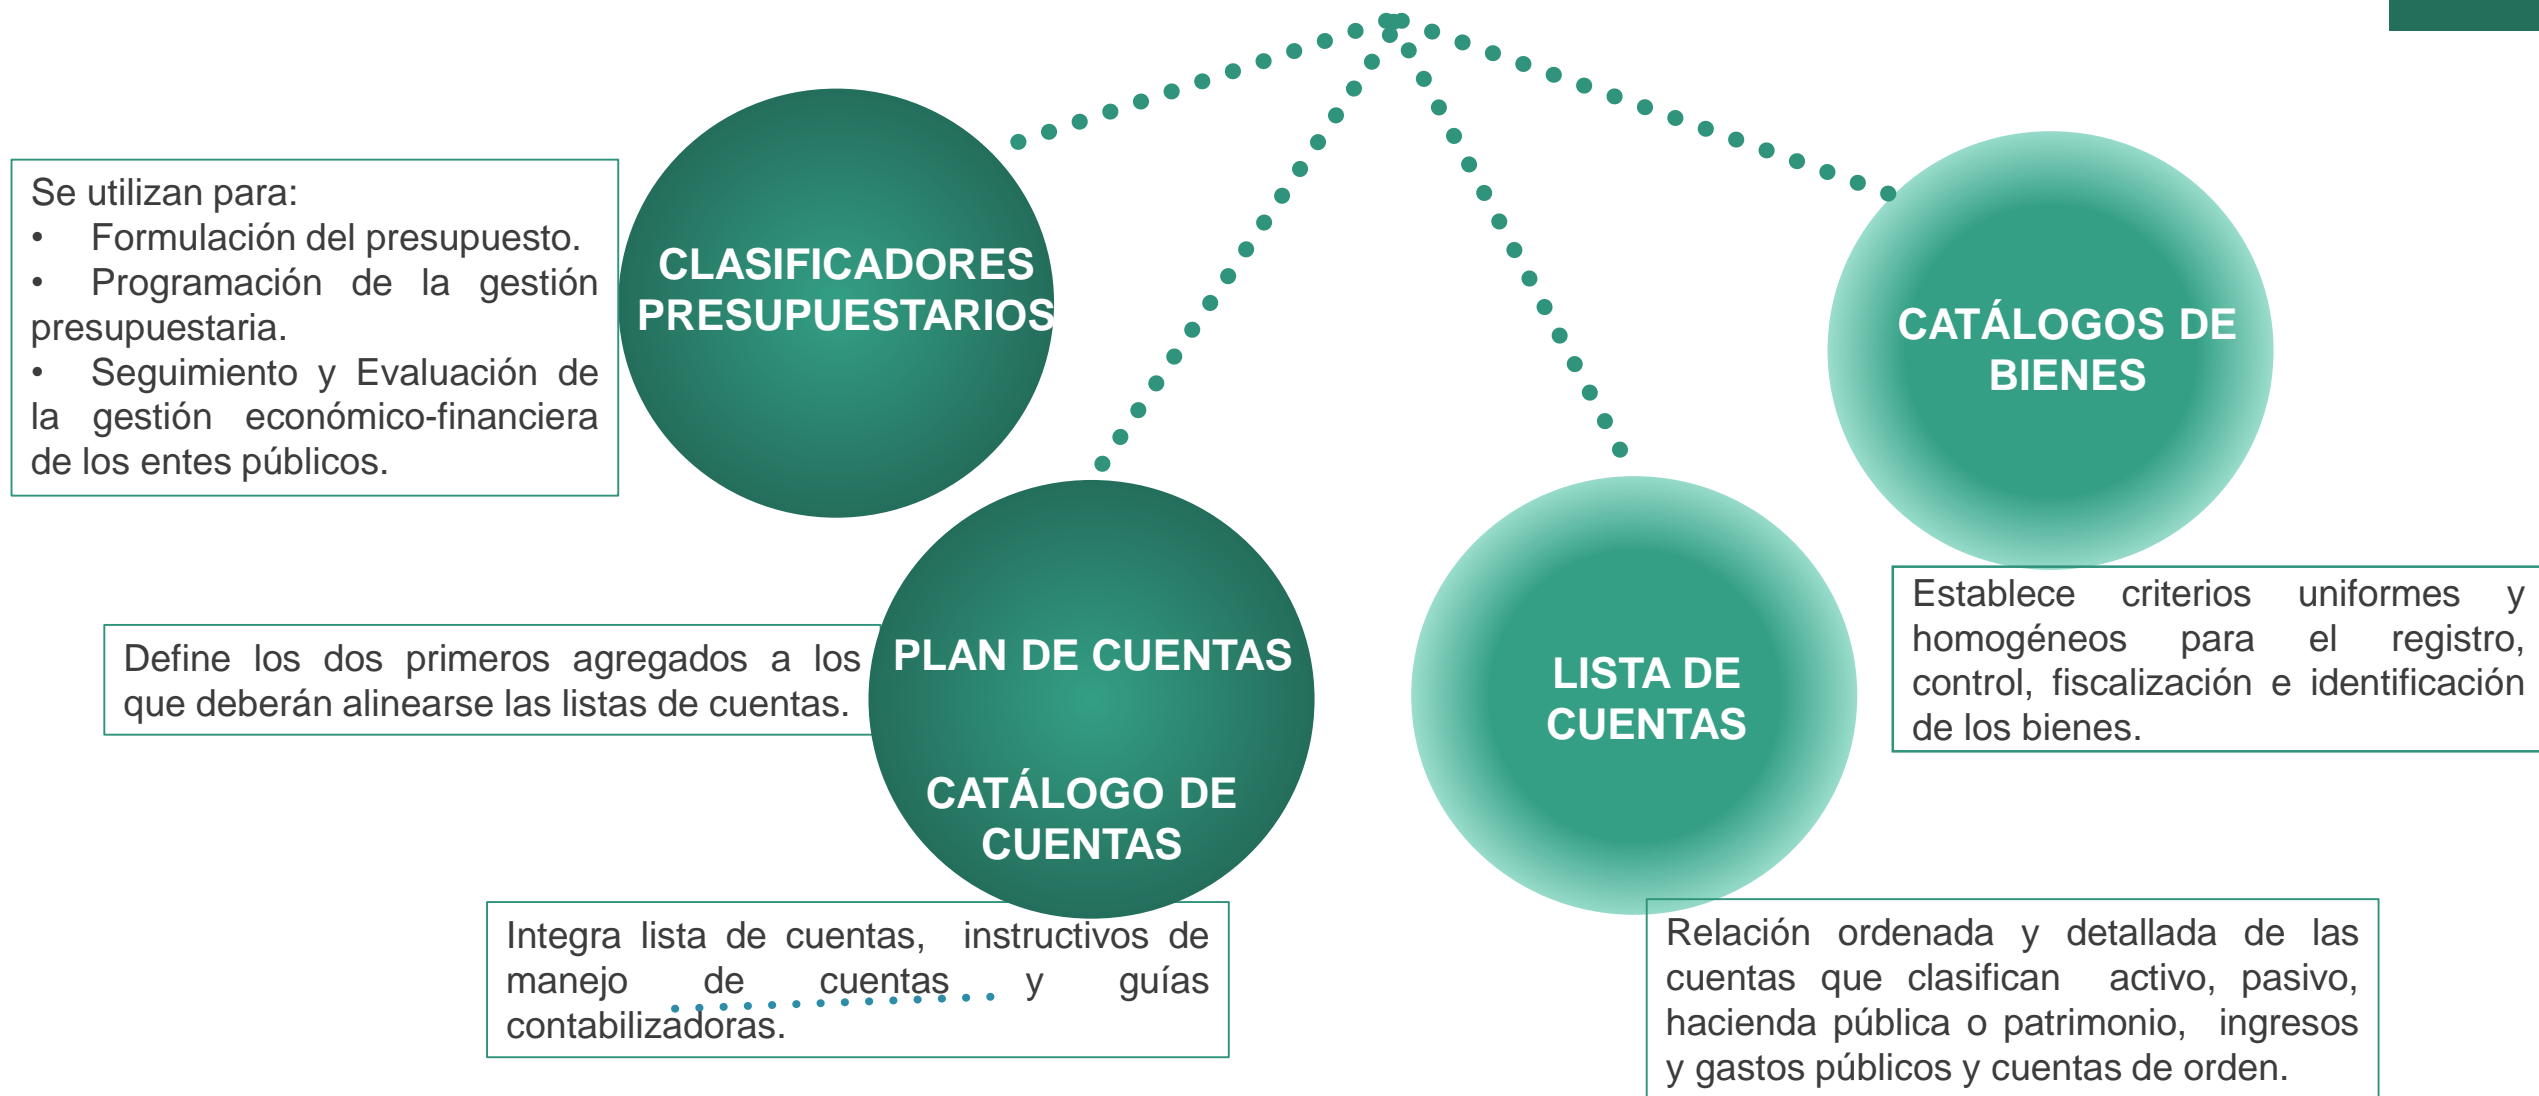 Se utilizan para:
• Formulación del presupuesto.
• Programación de la gestión
presupuestaria.
• Seguimiento y Evaluación de
la gestión económico-financiera
de los entes públicos.
CLASIFICADORES
PRESUPUESTARIOS
CATÁLOGOS DE
BIENES
Establece criterios uniformes y
homogéneos para el registro,
control, fiscalización e identificación
de los bienes.
Define los dos primeros agregados a los
que deberán alinearse las listas de cuentas.
PLAN DE CUENTAS
CATÁLOGO DE
CUENTAS
LISTA DE
CUENTAS
Integra lista de cuentas, instructivos de
manejo de cuentas y guías
contabilizadoras.
Relación ordenada y detallada de las
cuentas que clasifican activo, pasivo,
hacienda pública o patrimonio, ingresos
y gastos públicos y cuentas de orden.